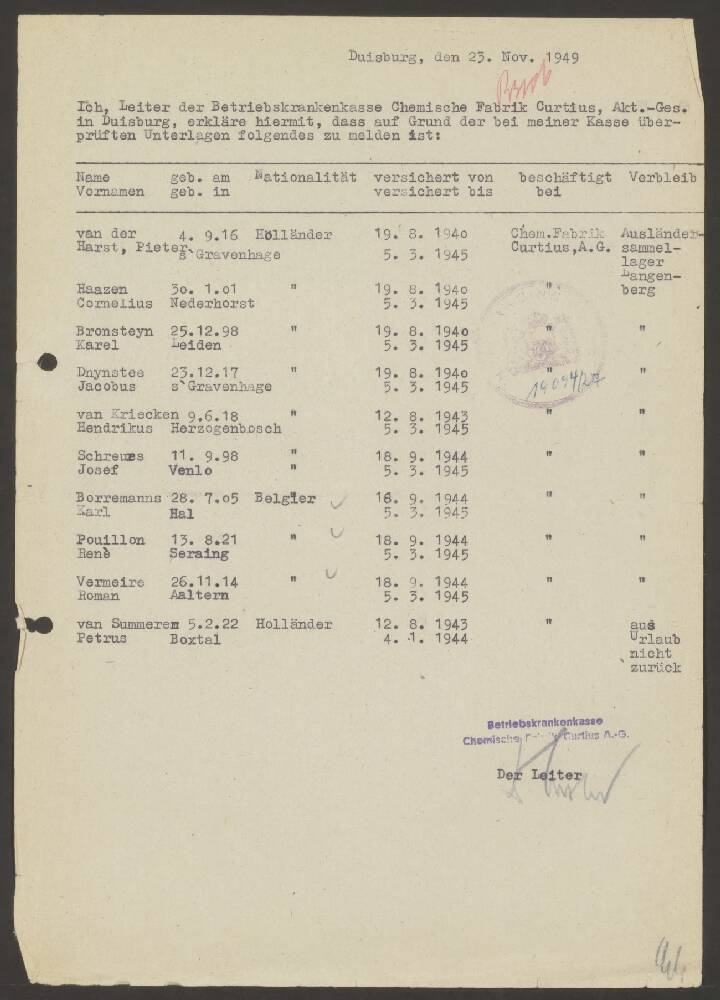 Duisburg, den 23. Nov. 1949
Ich, Leiter der Betriebskrankenkasse Chemische Fabrik Curtius, Akt.-Ges.
in Duisburg, erkläre hiermit, dass auf Grund der bei meiner Kasse über-
prüften Unterlagen folgendes zu melden ist:
Name geb. am Nationalität versichert von beschäftigt Verbleib
Vornamen geb. in versichert bis bei
van der 4. 9.16 Holländer 19. 8. 1940 Chem.Fabrik Ausländer-
Harst, Pieter s`Gravenhage 5. 3. 1945 Curtius,A.G. sammel-
lager
Langen-
Haazen 30. 1.01 " 19. 8. 1940 " berg
Cornelius Nederhorst 5. 3. 1945
Bronsteyn 25.12.98 " 19. 8. 1940 " "
Karel Leiden 5. 3. 1945
Dnynstee 23.12.17 " 19. 8. 1940 " "
Jacobus s`Gravenhage 5. 3. 1945
van Kriecken 9.6.18 " 12. 8. 1943 " "
Hendrikus Herzogenbosch 5. 3. 1945
Schreues 11. 9.98 " 18. 9. 1944 " "
Josef Venlo " 5. 3. 1945
Borremanns 28. 7.05 Belgier 18. 9. 1944 " "
Karl Hal 5. 3. 1945
Pouillon 13. 8.21 " 18. 9. 1944 " "
Renè Seraing 5. 3. 1945
Vermeire 26.11.14 " 18. 9. 1944 " "
Roman Aaltern 5. 3. 1945
van Summeren 5.2.22 Holländer 12. 8. 1943 " aus
Petrus Boxtal 4. 1. 1944 Urlaub
nicht
zurück
Betriebskrankenkasse
Chemische Fabrik Curtius A.-G.
Der Leiter